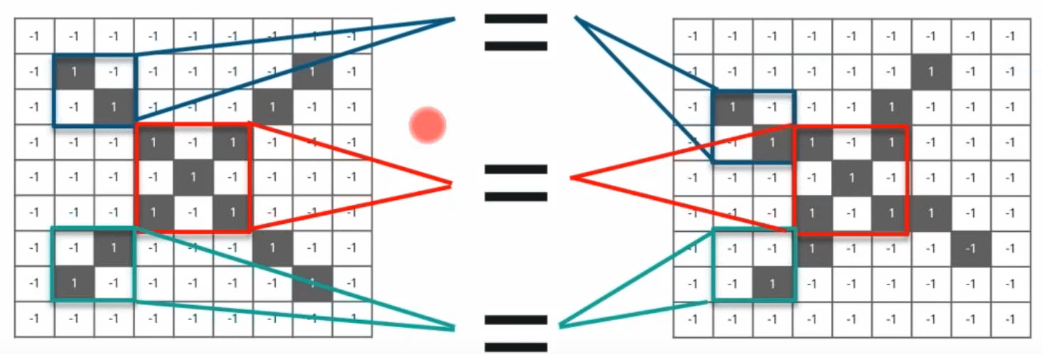 -1 -1 -1 -1 -1 -1 -1 -1 -1 = -1 -1 -1 -1 -1 -1 -1 -1 -1
-1 1 -1 -1 -1 -1 -1 1 -1 -1 -1 -1 -1 -1 -1 1 -1 -1
-1 -1 1 -1 -1 -1 1 -1 -1 -1 1 -1 -1 -1 1 -1 -1 -1
-1 -1 -1 1 -1 1 -1 -1 -1 -1 -1 1 1 -1 1 -1 -1 -1
-1 -1 -1 -1 1 -1 -1 -1 -1 = -1 -1 -1 -1 1 -1 -1 -1 -1
-1 -1 -1 1 -1 1 -1 -1 -1 -1 -1 -1 1 -1 1 1 -1 -1
-1 -1 1 -1 -1 -1 1 -1 -1 -1 -1 -1 1 -1 -1 -1 -1 -1
-1 1 -1 -1 -1 -1 -1 1 -1 -1 -1 1 -1 -1 -1 -1 -1 -1
-1 -1 -1 -1 -1 -1 -1 -1 -1 = -1 -1 -1 -1 -1 -1 -1 -1 -1